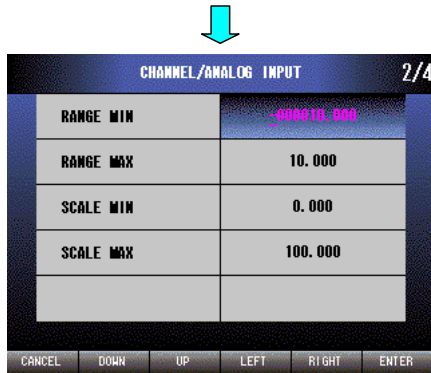 CHANNEL/ANALOG INPUT 2/4
RANGE MIN -000010.000
RANGE MAX 10.000
SCALE MIN 0.000
SCALE MAX 100.000
CANCEL DOWN UP LEFT RIGHT ENTER